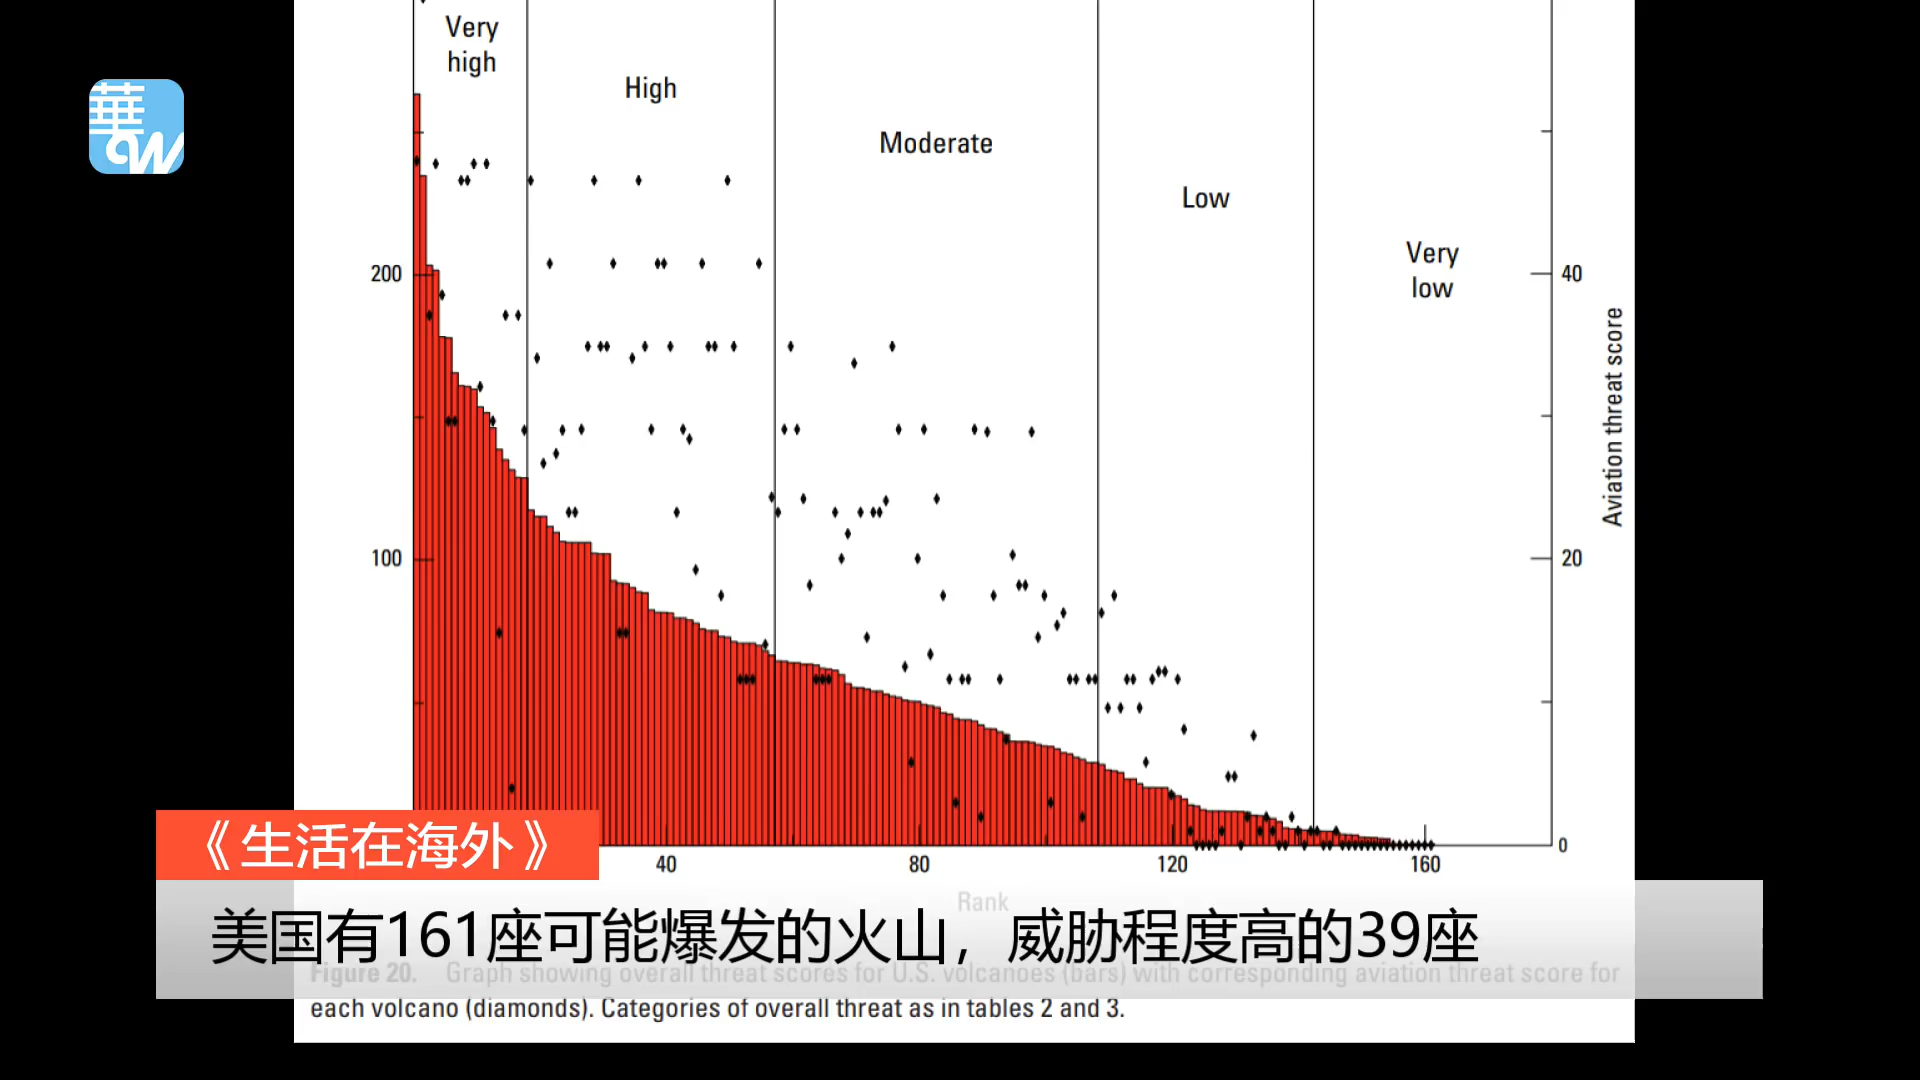 華
W
Very
high
High
Moderate
Low
Very
low
200
100
40
20
0
Aviation threat score
40
80
120
160
Rank
《生活在海外》
美国有161座可能爆发的火山，威胁程度高的39座
Figure 20. Graph showing overall threat scores for U.S. volcanoes (bars) with corresponding aviation threat score for
each volcano (diamonds). Categories of overall threat as in tables 2 and 3.